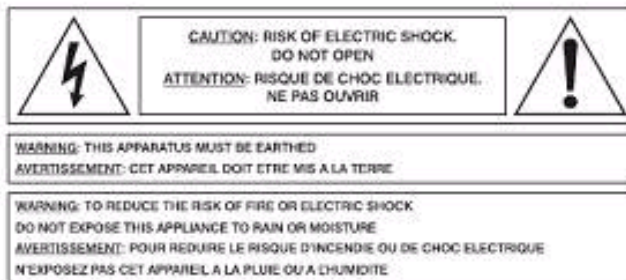 CAUTION: RISK OF ELECTRIC SHOCK.
DO NOT OPEN
ATTENTION: RISQUE DE CHOC ELECTRIQUE.
NE PAS OUVRIR
WARNING: THIS APPARATUS MUST BE EARTHED
AVERTISSEMENT: CET APPAREIL DOIT ETRE MIS A LA TERRE
WARNING: TO REDUCE THE RISK OF FIRE OR ELECTRIC SHOCK
DO NOT EXPOSE THIS APPLIANCE TO RAIN OR MOISTURE
AVERTISSEMENT: POUR REDUIRE LE RISQUE D'INCENDIE OU DE CHOC ELECTRIQUE
N'EXPOSEZ PAS CET APPAREIL A LA PLUIE OU A L'HUMIDITE